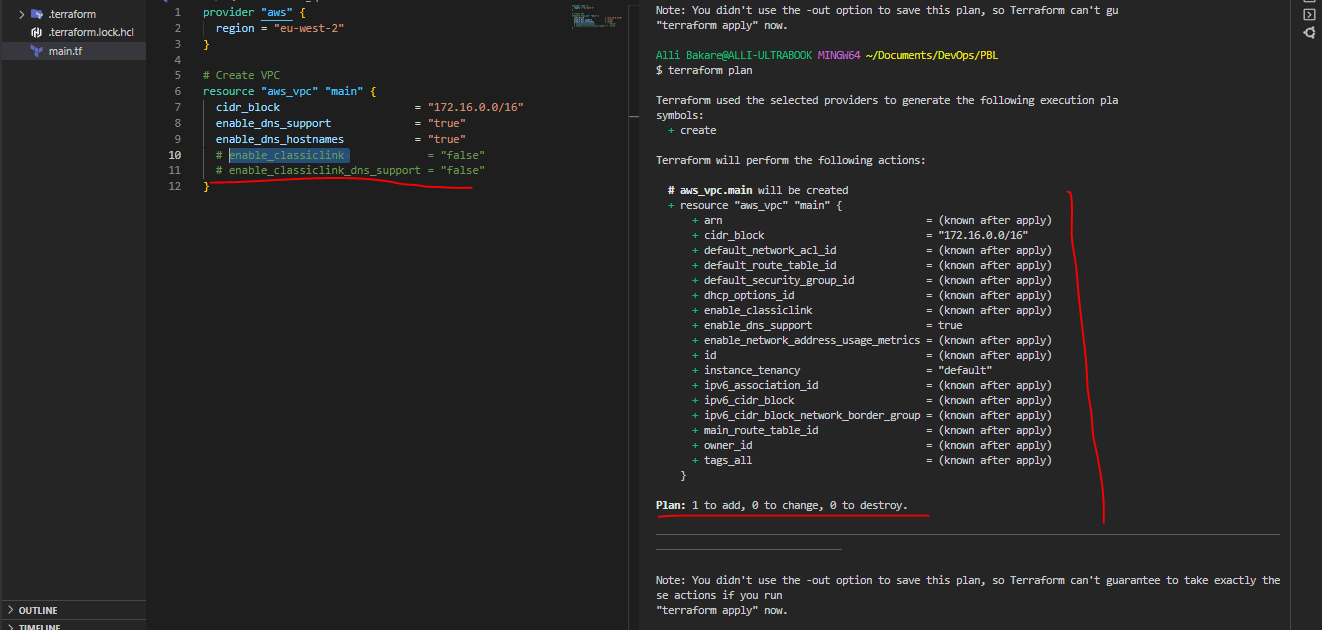 .terraform
.terraform.lock.hcl
main.tf
OUTLINE
TIMELINE
1 provider "aws" {
2 region = "eu-west-2"
3 }
4
5 # Create VPC
6 resource "aws_vpc" "main" {
7 cidr_block = "172.16.0.0/16"
8 enable_dns_support = "true"
9 enable_dns_hostnames = "true"
10 # enable_classiclink = "false"
11 # enable_classiclink_dns_support = "false"
12 }
Note: You didn't use the -out option to save this plan, so Terraform can't gu
"terraform apply" now.
Alli Bakare@ALLI-ULTRABOOK MINGW64 ~/Documents/DevOps/PBL
$ terraform plan
Terraform used the selected providers to generate the following execution pla
symbols:
+ create
Terraform will perform the following actions:
# aws_vpc.main will be created
+ resource "aws_vpc" "main" {
+ arn = (known after apply)
+ cidr_block = "172.16.0.0/16"
+ default_network_acl_id = (known after apply)
+ default_route_table_id = (known after apply)
+ default_security_group_id = (known after apply)
+ dhcp_options_id = (known after apply)
+ enable_classiclink = (known after apply)
+ enable_dns_support = true
+ enable_network_address_usage_metrics = (known after apply)
+ id = (known after apply)
+ instance_tenancy = "default"
+ ipv6_association_id = (known after apply)
+ ipv6_cidr_block = (known after apply)
+ ipv6_cidr_block_network_border_group = (known after apply)
+ main_route_table_id = (known after apply)
+ owner_id = (known after apply)
+ tags_all = (known after apply)
}
Plan: 1 to add, 0 to change, 0 to destroy.
Note: You didn't use the -out option to save this plan, so Terraform can't guarantee to take exactly the
se actions if you run
"terraform apply" now.